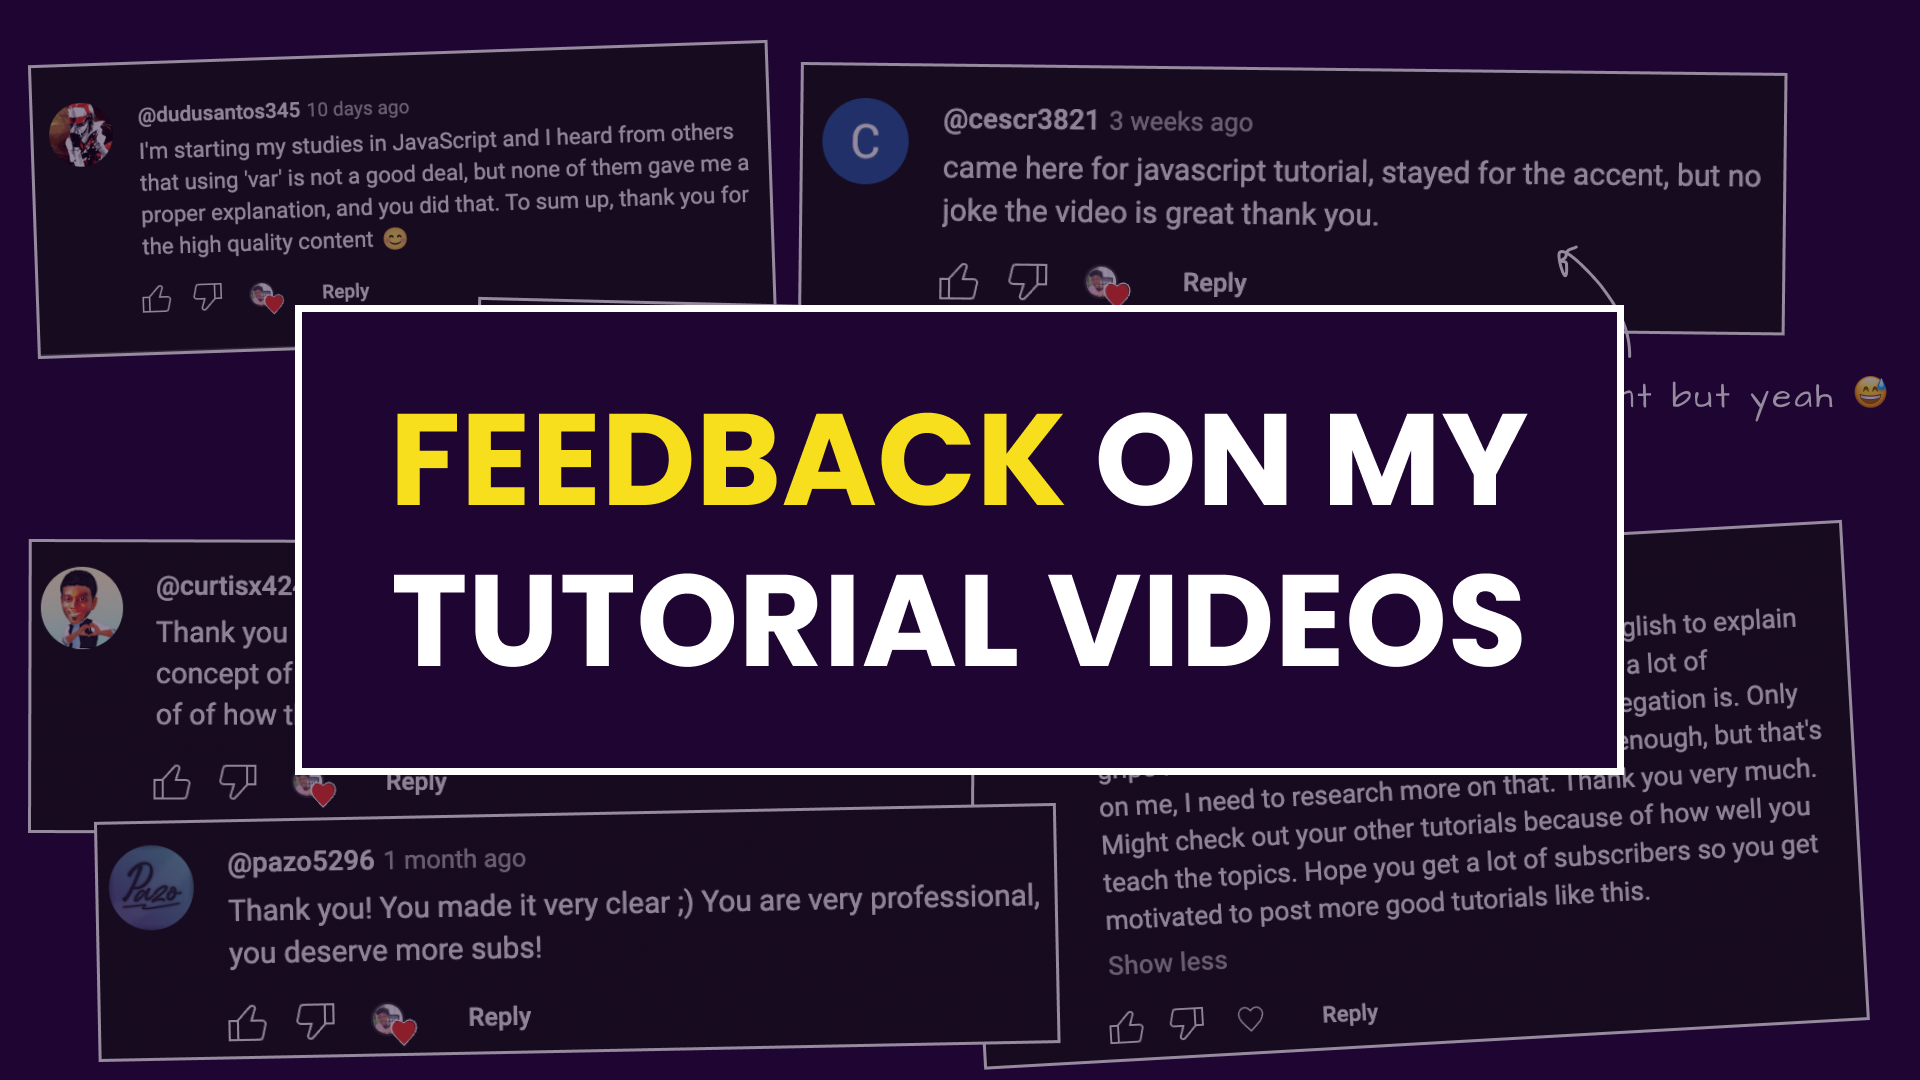 @dudusantos345 10 days ago
I'm starting my studies in JavaScript and I heard from others
that using 'var' is not a good deal, but none of them gave me a
proper explanation, and you did that. To sum up, thank you for
the high quality content 😊
Reply
C
@cescr3821 3 weeks ago
came here for javascript tutorial, stayed for the accent, but no
joke the video is great thank you.
Reply
but yeah 😅
FEEDBACK ON MY
TUTORIAL VIDEOS
@curtisx424
Thank you
concept of
of of how
Reply
Pazo
@pazo5296 1 month ago
Thank you! You made it very clear ;) You are very professional,
you deserve more subs!
Reply
to explain
a lot of
is. Only
enough, but that's
on me, I need to research more on that. Thank you very much.
Might check out your other tutorials because of how well you
teach the topics. Hope you get a lot of subscribers so you get
motivated to post more good tutorials like this.
Show less
Reply